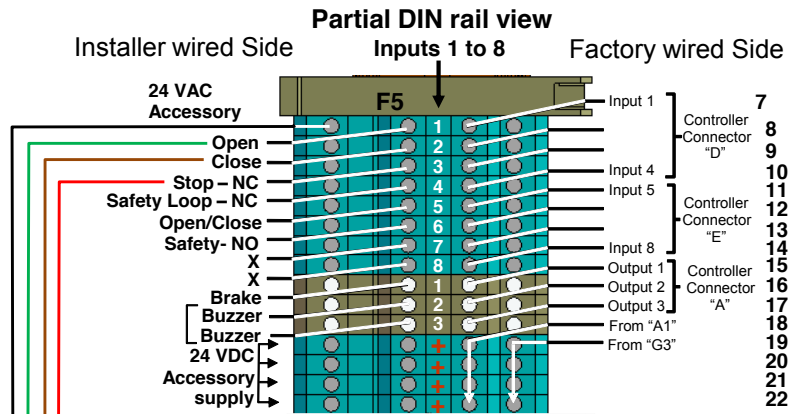 Partial DIN rail view
Installer wired Side
Inputs 1 to 8
Factory wired Side
24 VAC
Accessory
F5
Open
Close
Stop – NC
Safety Loop – NC
Open/Close
Safety- NO
X
X
Brake
Buzzer
Buzzer
24 VDC
Accessory
supply
1
2
3
4
5
6
7
8
1
2
3
+
+
+
+
Input 1
Input 4
Input 5
Input 8
Output 1
Output 2
Output 3
From “A1”
From “G3”
Controller
Connector
“D”
Controller
Connector
“E”
Controller
Connector
“A”
7
8
9
10
11
12
13
14
15
16
17
18
19
20
21
22